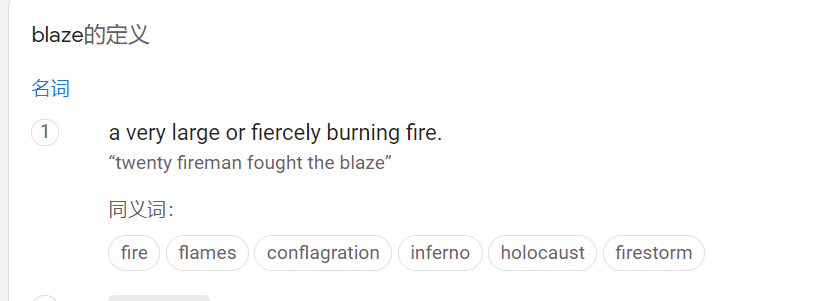 blaze的定义
名词
1
a very large or fiercely burning fire.
“twenty fireman fought the blaze”
同义词：
fire flames conflagration inferno holocaust firestorm